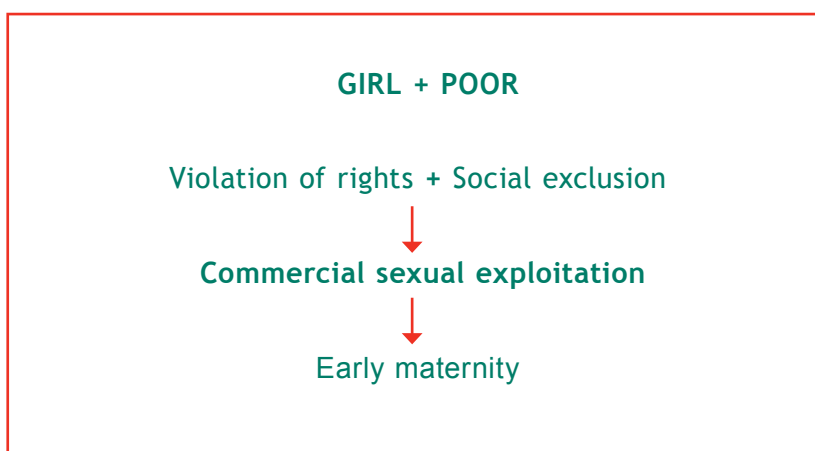 GIRL + POOR
Violation of rights + Social exclusion
Commercial sexual exploitation
Early maternity